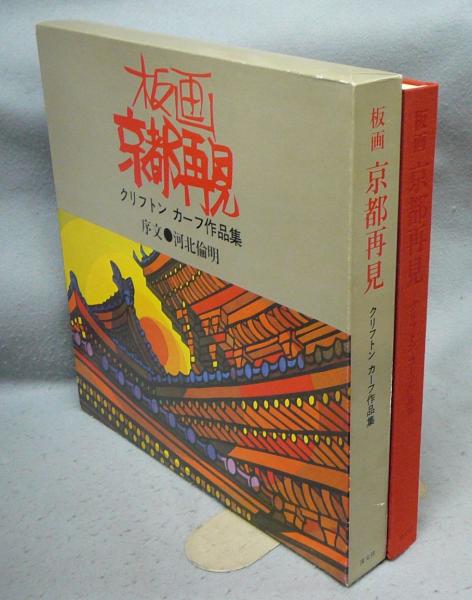 板画
京都再見
クリフトン カーフ作品集
序文●河北倫明
板画 京都再見 クリフトン カーフ作品集
板画 京都再見